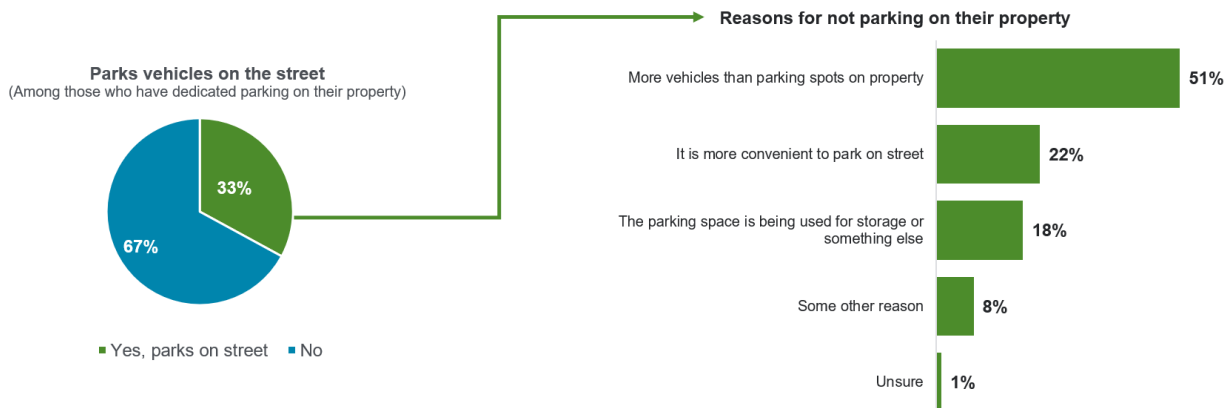 Parks vehicles on the street
(Among those who have dedicated parking on their property)
33%
67%
Yes, parks on street
No
Reasons for not parking on their property
More vehicles than parking spots on property
51%
It is more convenient to park on street
22%
The parking space is being used for storage or
something else
18%
Some other reason
8%
Unsure
1%